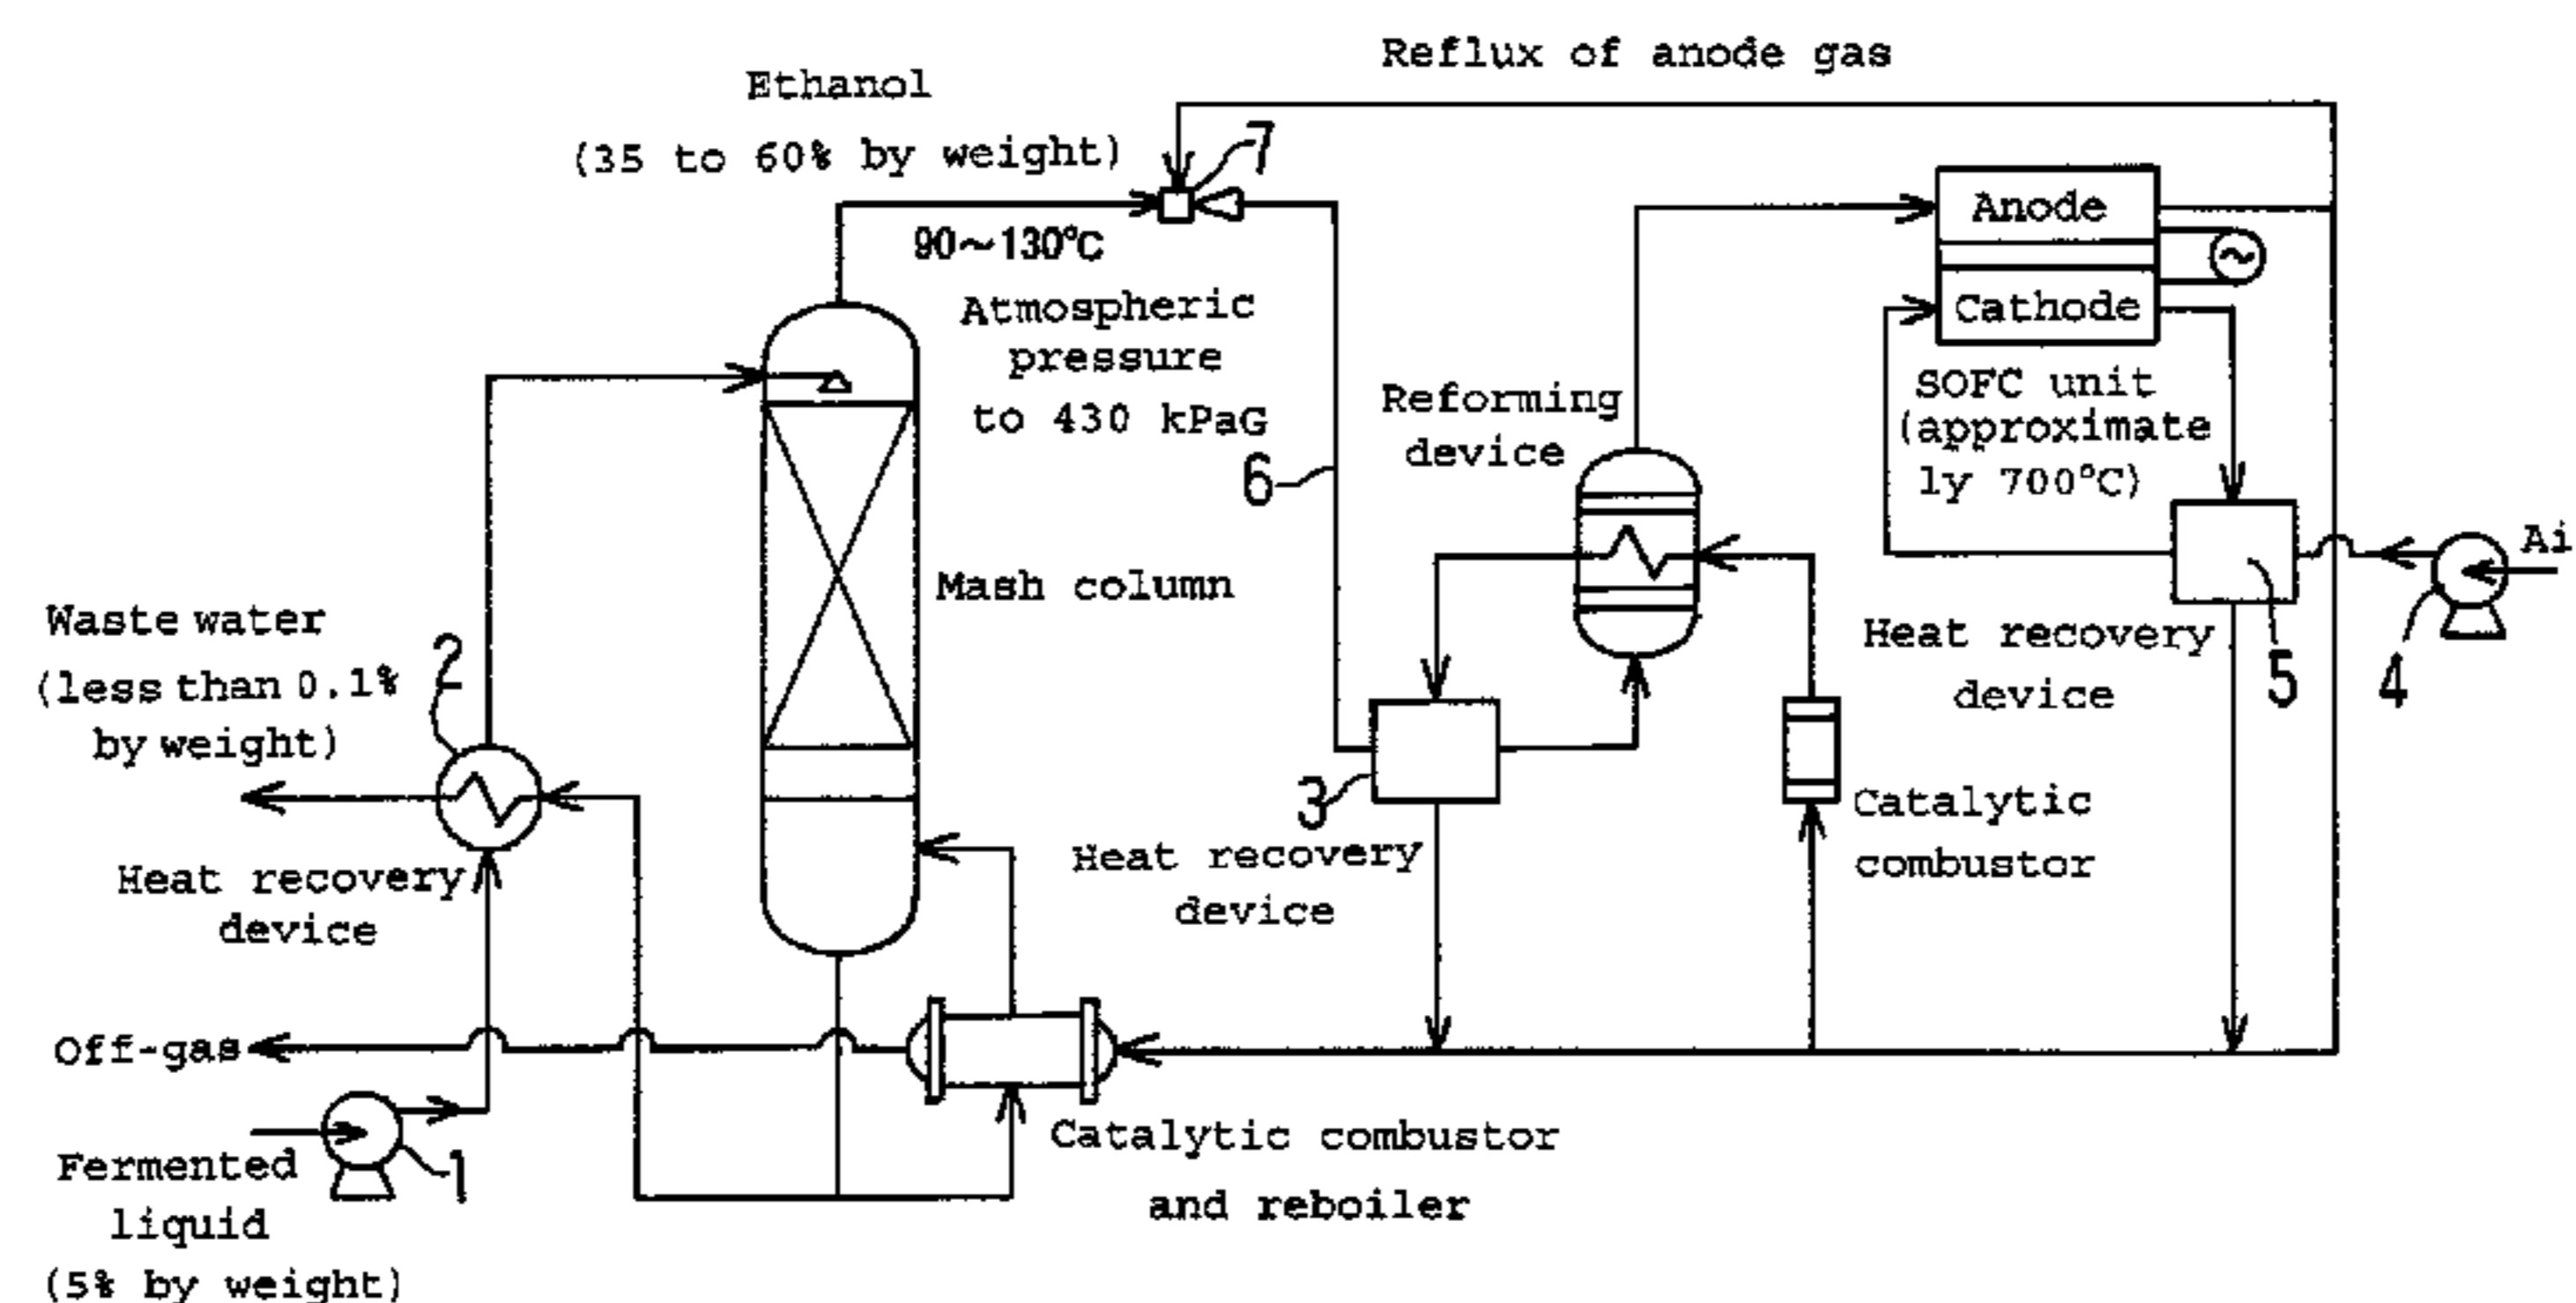 Reflux of anode gas
Ethanol
(35 to 60% by weight)
7
90~130°C
Atmospheric
pressure
to 430 kPaG
Anode
Cathode
SOFC unit
(approximate
ly 700°C)
Reforming
device
6
Ai
Mash column
Waste water
(less than 0.1%
by weight)
2
Heat recovery
device
5
4
3
Catalytic
combustor
Heat recovery
device
Heat recovery
device
Off-gas
Catalytic combustor
and reboiler
1
Fermented
liquid
(5% by weight)